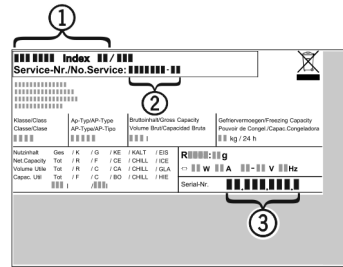 1
Index /
Service-Nr./No.Service: -
2
Klasse/Class Ap-Typ/AP-Type Bruttoinhalt/Gross Capacity Gefriervermoegen/Freezing Capacity
Classe/Clase AP-Type/AP-Tipo Volume Brut/Capacidad Bruta Pouvoir de Congel./Capac.Congeladora
l kg / 24 h
Nutzinhalt Ges / K / G / KE / KALT / EIS
Net.Capacity Tot / R / F / CE / CHILL / ICE
Volume Utile Tot / R / C / CA / CHILL / GLA
Capac. Util Tot / F / C / BO / CHILL / HIE
l / l
R : g
W A - V Hz
Serial-Nr. . . .
3